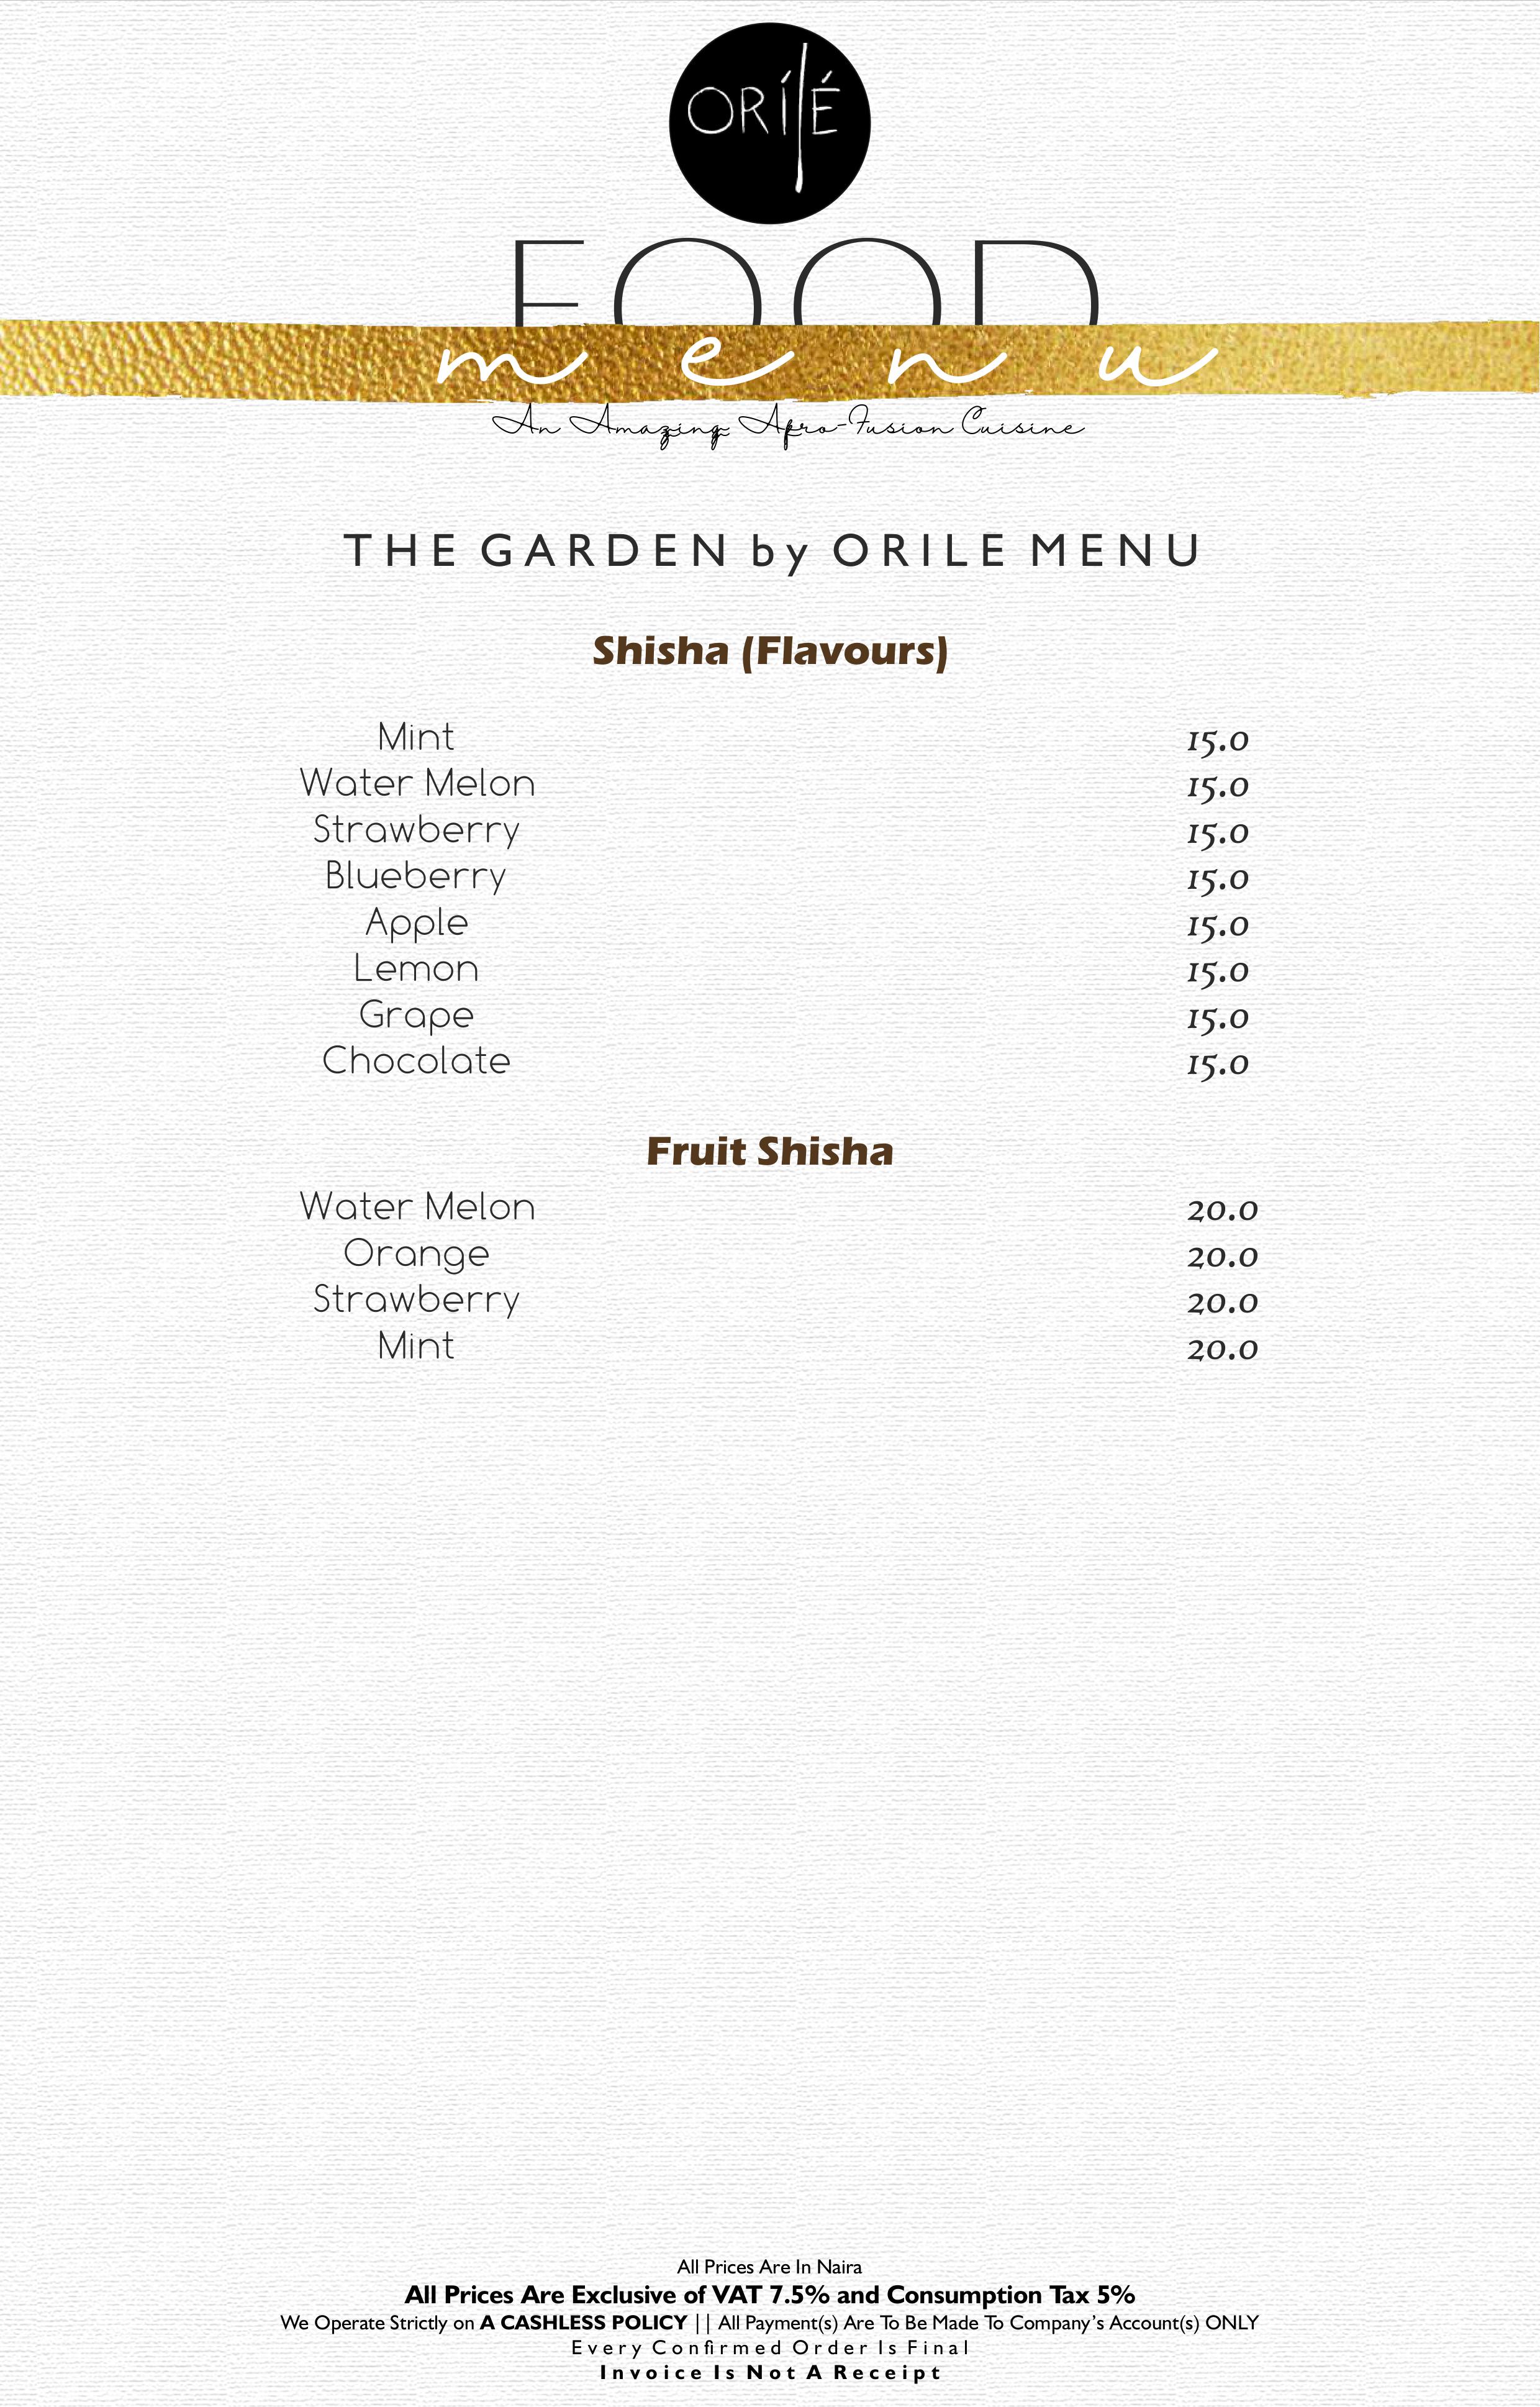 ORÍLÉ
FOOD
menu
An Amazing Afro-Fusion Cuisine
THE GARDEN by ORILE MENU
Shisha (Flavours)
Mint 15.0
Water Melon 15.0
Strawberry 15.0
Blueberry 15.0
Apple 15.0
Lemon 15.0
Grape 15.0
Chocolate 15.0
Fruit Shisha
Water Melon 20.0
Orange 20.0
Strawberry 20.0
Mint 20.0
All Prices Are In Naira
All Prices Are Exclusive of VAT 7.5% and Consumption Tax 5%
We Operate Strictly on A CASHLESS POLICY || All Payment(s) Are To Be Made To Company's Account(s) ONLY
Every Confirmed Order Is Final
Invoice Is Not A Receipt